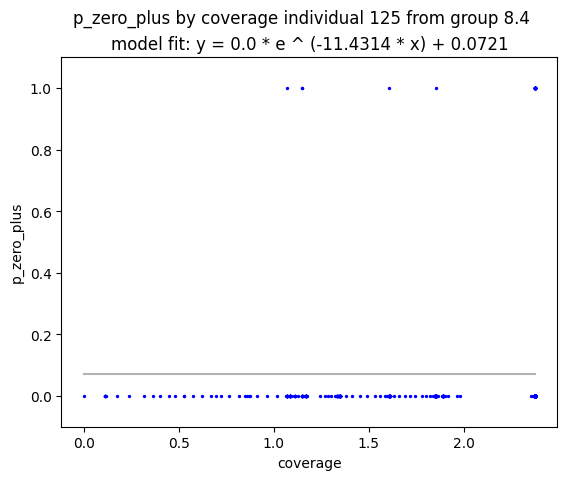 p_zero_plus by coverage individual 125 from group 8.4
model fit: y = 0.0 * e ^ (-11.4314 * x) + 0.0721
1.0
0.8
0.6
0.4
0.2
0.0
p_zero_plus
0.0 0.5 1.0 1.5 2.0
coverage